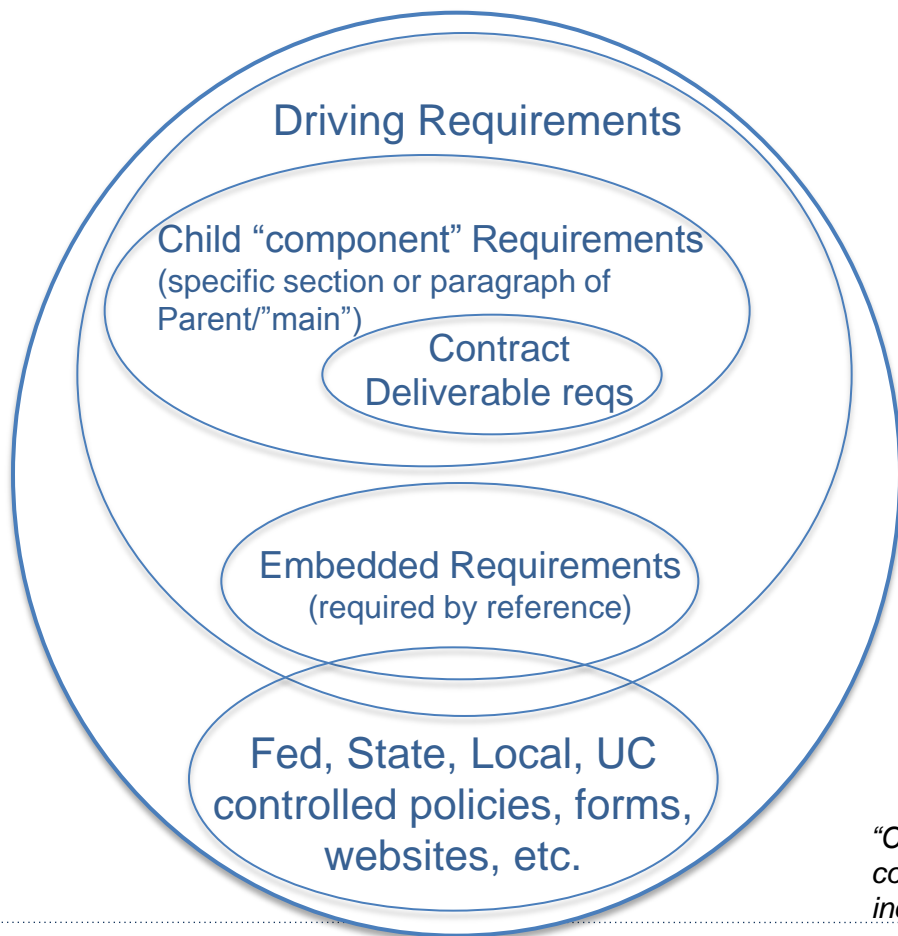 Driving Requirements
Child “component” Requirements
(specific section or paragraph of
Parent/”main”)
Contract
Deliverable reqs
Embedded Requirements
(required by reference)
Fed, State, Local, UC
controlled policies, forms,
websites, etc.